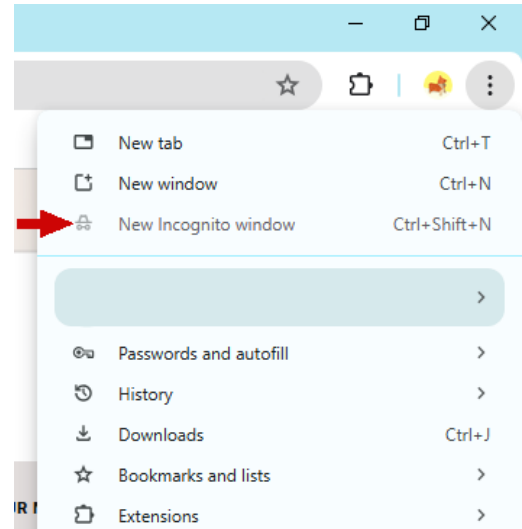 New tab Ctrl+T
New window Ctrl+N
New Incognito window Ctrl+Shift+N
Passwords and autofill
History
Downloads Ctrl+J
Bookmarks and lists
Extensions